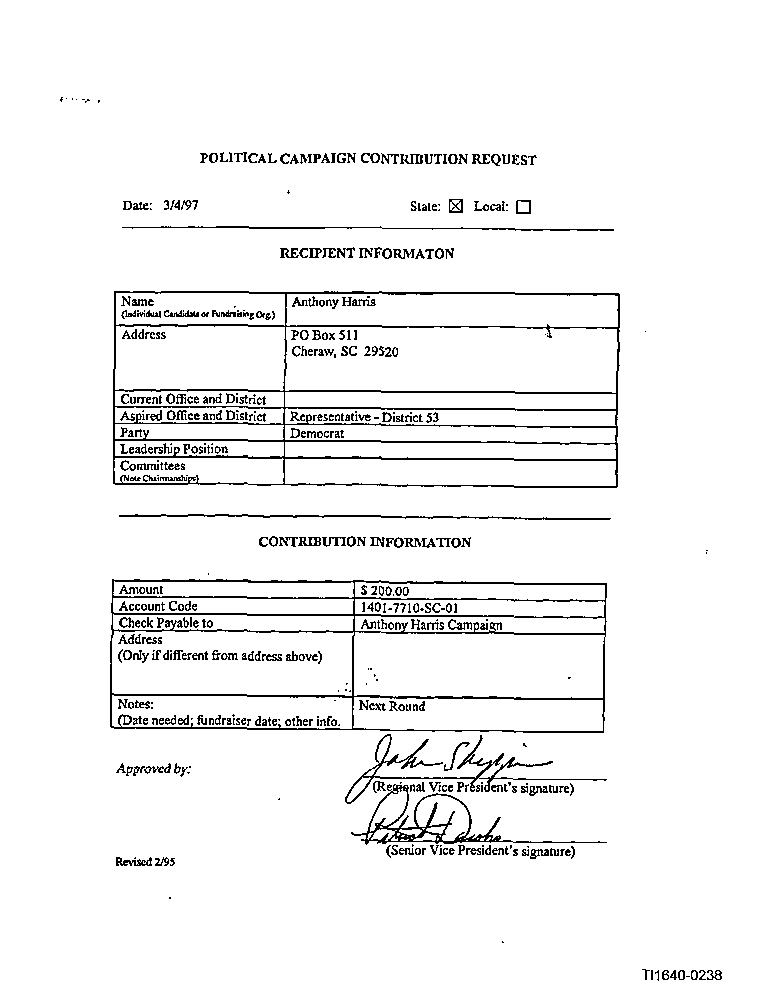 POLITICAL CAMPAIGN CONTRIBUTION REQUEST
Date: 3/4/97 State: ☒ Local: ☐
RECIPIENT INFORMATON
Name Anthony Harris
(Individual Candidate or Fundraising Org.)
Address PO Box 511
Cheraw, SC 29520
Current Office and District
Aspired Office and District Representative - District 53
Party Democrat
Leadership Position
Committees
(Note Chairmanships)
CONTRIBUTION INFORMATION
Amount $ 200.00
Account Code 1401-7710-SC-01
Check Payable to Anthony Harris Campaign
Address
(Only if different from address above)
Notes: Next Round
(Date needed; fundraiser date; other info.
Approved by: John
(Regional Vice President's signature)
(Senior Vice President's signature)
Revised 2/95
TI1640-0238